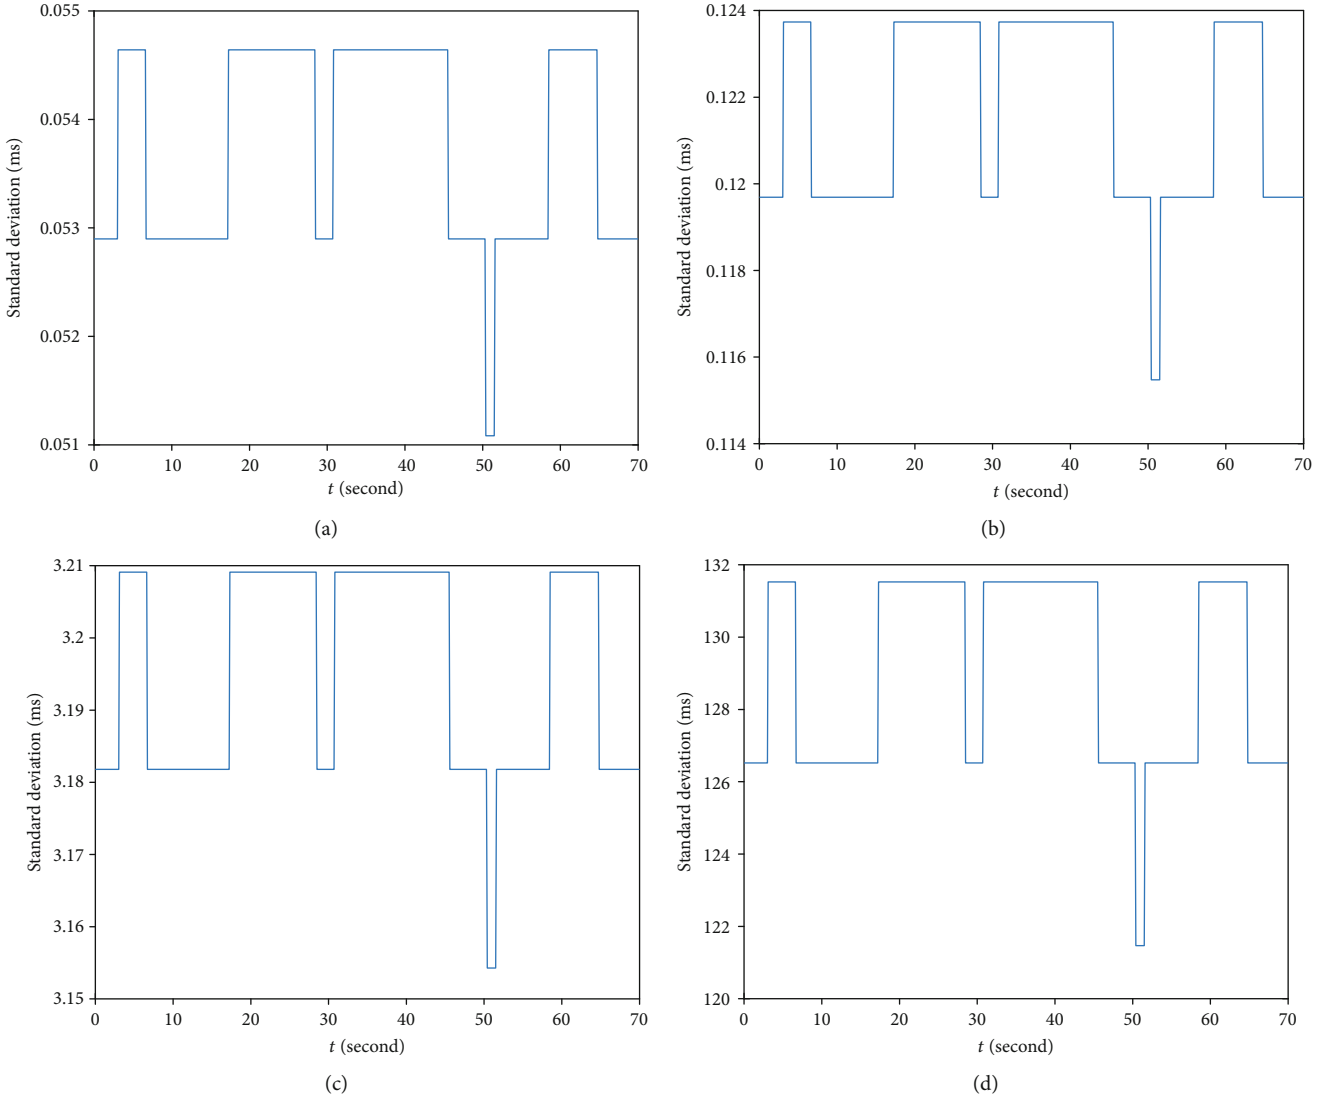 0.055
0.054
0.053
0.052
0.051
0 10 20 30 40 50 60 70
Standard deviation (ms)
t (second)
(a)
0.124
0.122
0.12
0.118
0.116
0.114
0 10 20 30 40 50 60 70
Standard deviation (ms)
t (second)
(b)
3.21
3.2
3.19
3.18
3.17
3.16
3.15
0 10 20 30 40 50 60 70
Standard deviation (ms)
t (second)
(c)
132
130
128
126
124
122
120
0 10 20 30 40 50 60 70
Standard deviation (ms)
t (second)
(d)